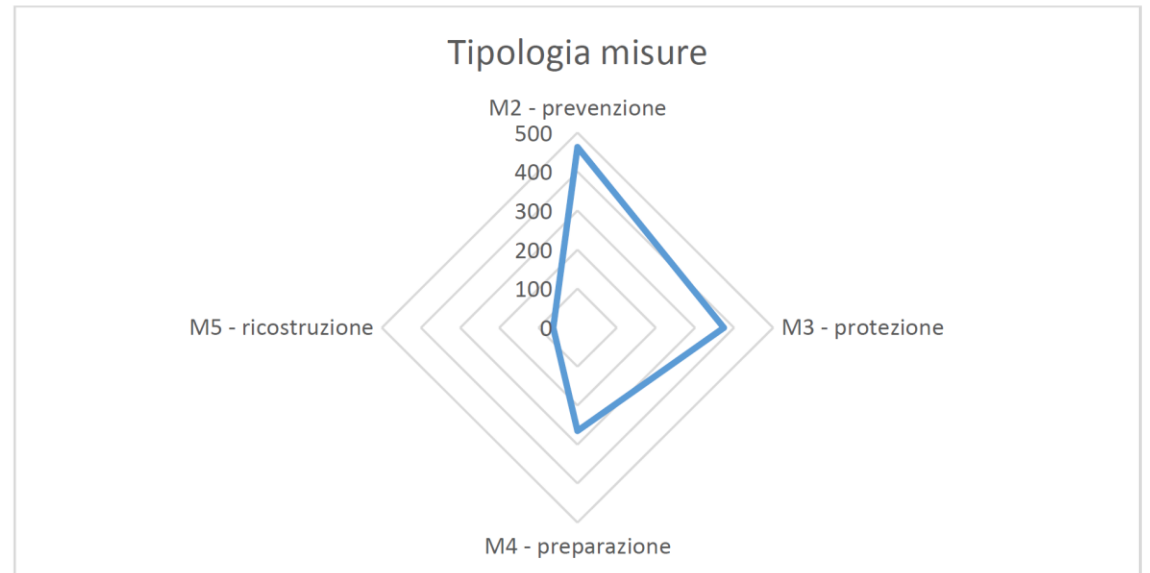 Tipologia misure
M2 - prevenzione
500
400
300
200
100
0
M5 - ricostruzione
M3 - protezione
M4 - preparazione